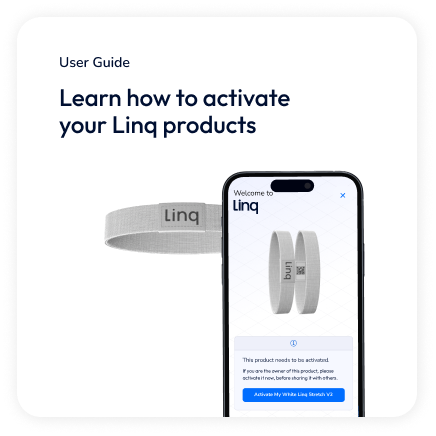 User Guide
Learn how to activate
your Linq products
Linq
Welcome to
Linq
Linq
This product needs to be activated.
If you are the owner of this product, please
activate it now, before sharing it with others.
Activate My White Linq Stretch V2